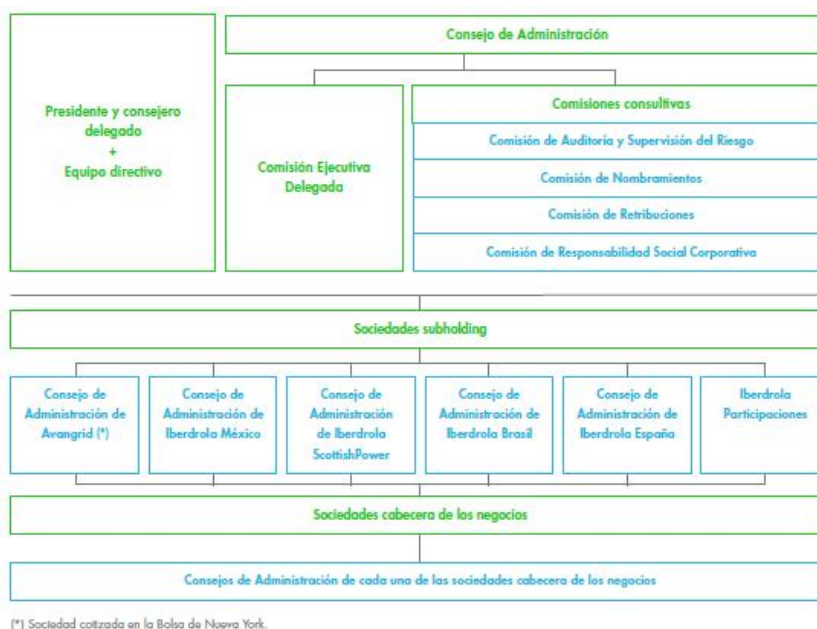 Presidente y consejero
delegado
+
Equipo directivo
Consejo de Administración
Comisión Ejecutiva
Delegada
Comisiones consultivas
Comisión de Auditoría y Supervisión del Riesgo
Comisión de Nombramientos
Comisión de Retribuciones
Comisión de Responsabilidad Social Corporativa
Sociedades subholding
Consejo de
Administración de
Avangrid (*)
Consejo de
Administración de
Iberdrola México
Consejo de
Administración
de Iberdrola
ScottishPower
Consejo de
Administración de
Iberdrola Brasil
Consejo de
Administración de
Iberdrola España
Iberdrola
Participaciones
Sociedades cabecera de los negocios
Consejos de Administración de cada una de las sociedades cabecera de los negocios
(*) Sociedad cotizada en la Bolsa de Nueva York.